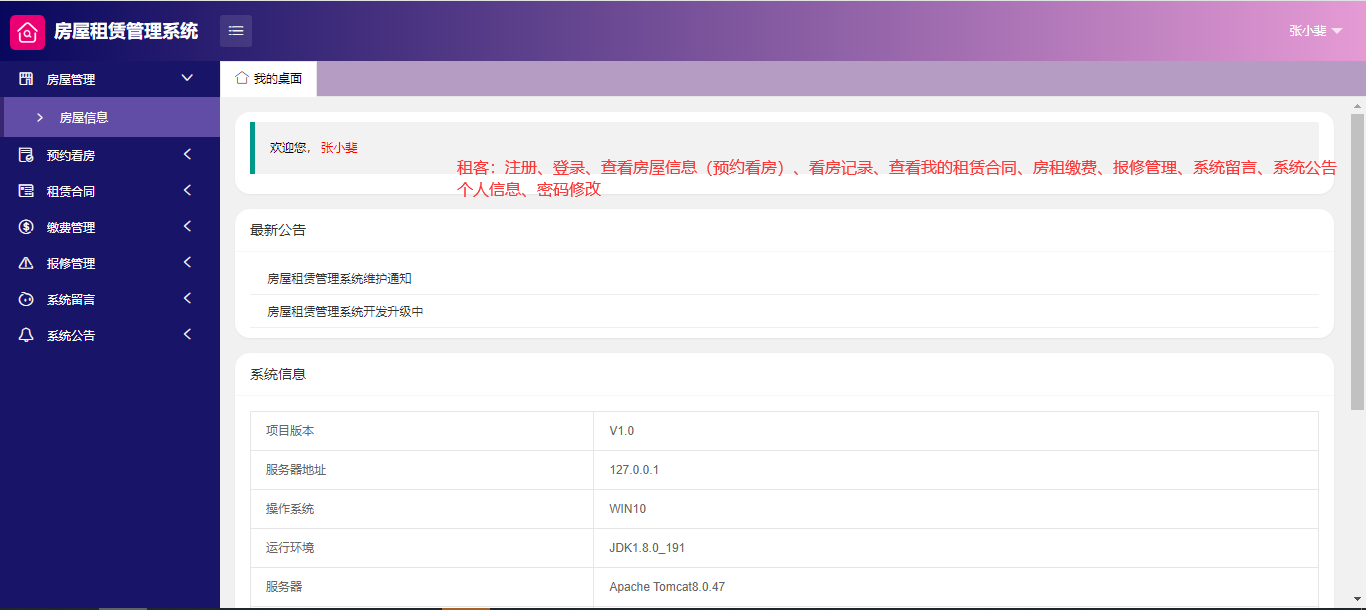 房屋租赁管理系统
张小斐
房屋管理
房屋信息
预约看房
租赁合同
缴费管理
报修管理
系统留言
系统公告
我的桌面
欢迎您，张小斐
租客：注册、登录、查看房屋信息（预约看房）、看房记录、查看我的租赁合同、房租缴费、报修管理、系统留言、系统公告
个人信息、密码修改
最新公告
房屋租赁管理系统维护通知
房屋租赁管理系统开发升级中
系统信息
项目版本 V1.0
服务器地址 127.0.0.1
操作系统 WIN10
运行环境 JDK1.8.0_191
服务器 Apache Tomcat8.0.47